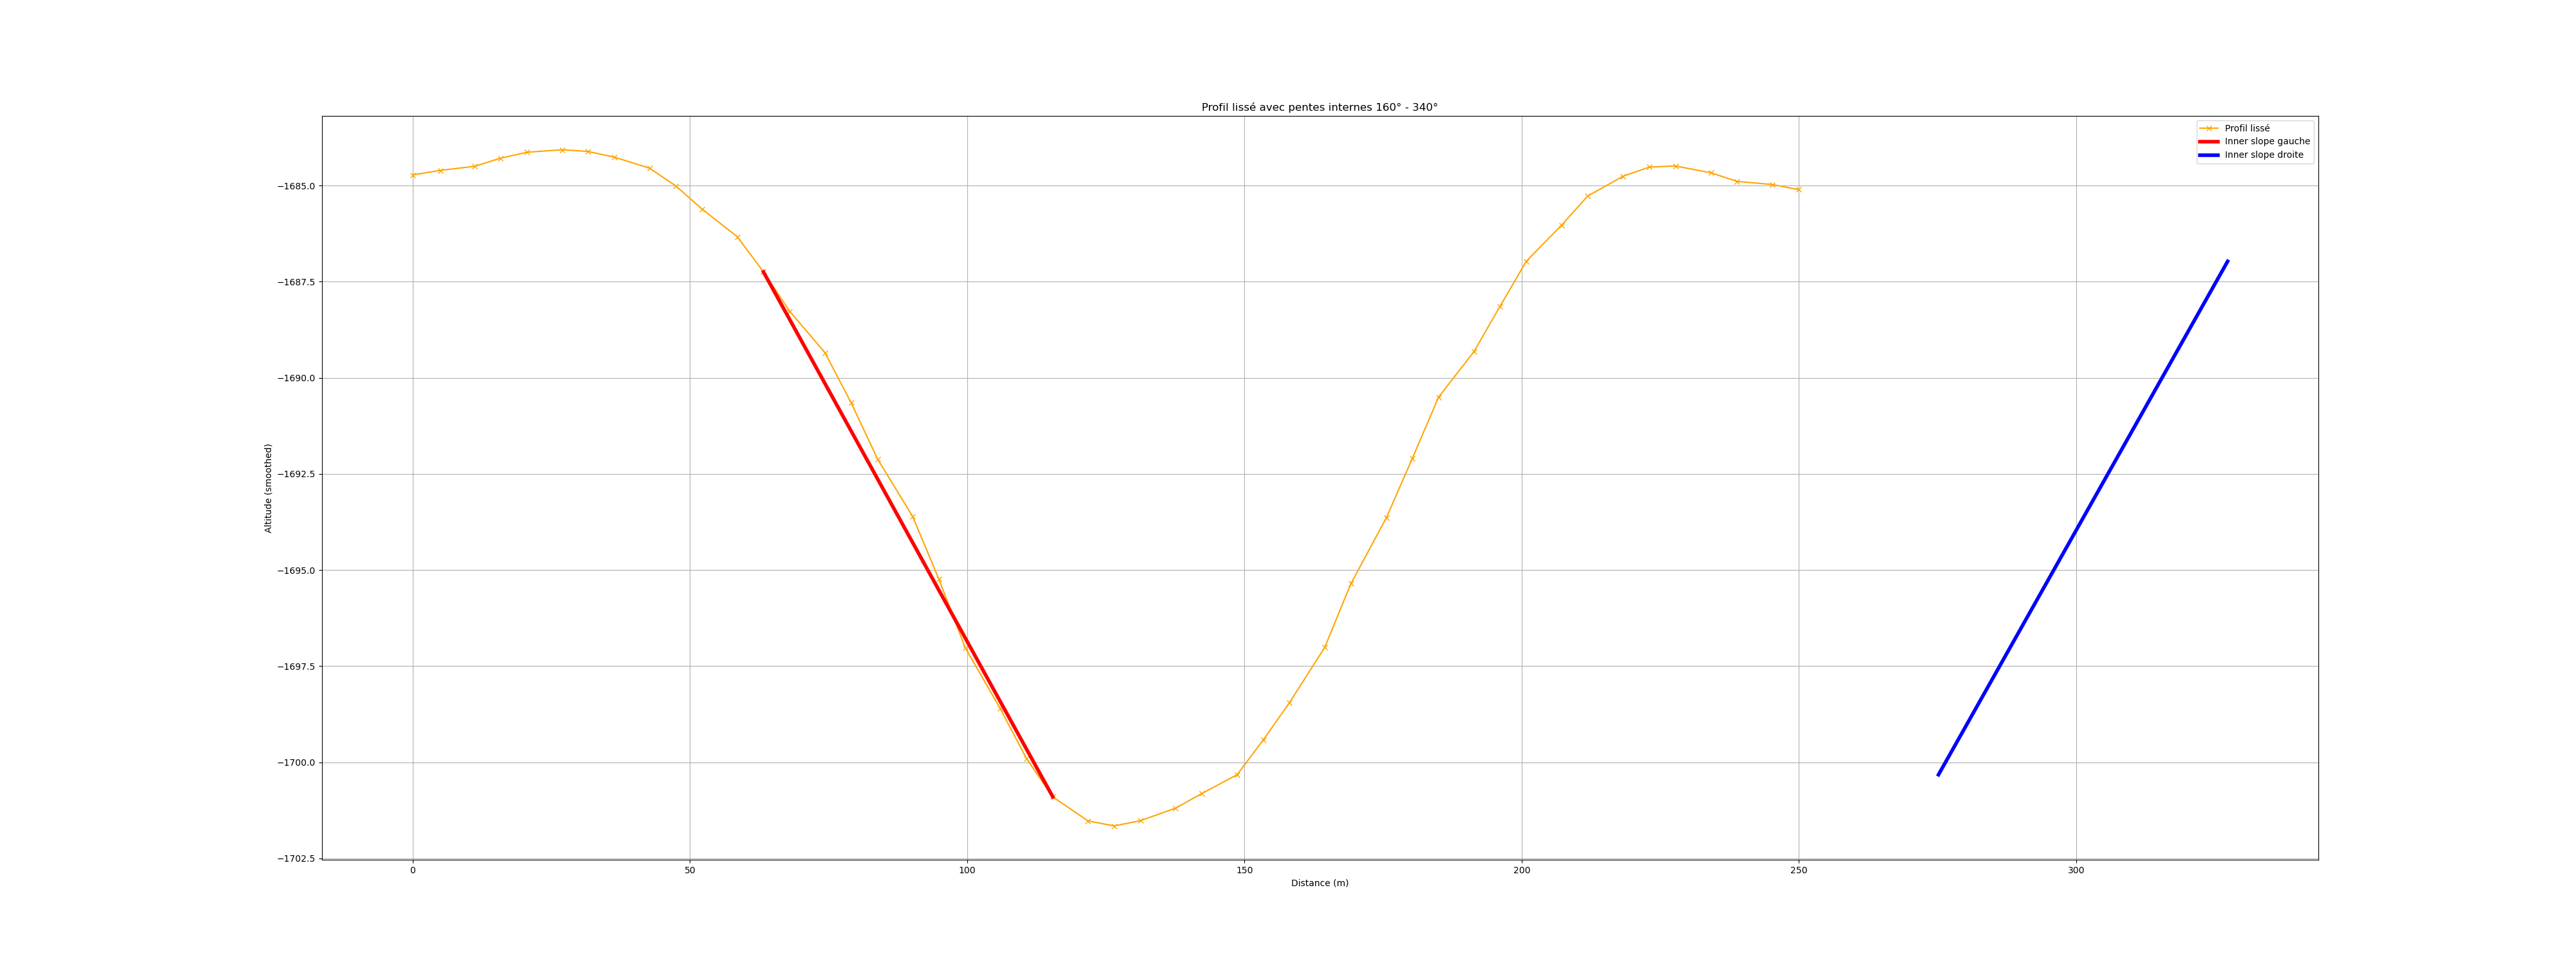 Profil lissé avec pentes internes 160° - 340°
Profil lissé
Inner slope gauche
Inner slope droite
−1685.0
−1687.5
−1690.0
−1692.5
−1695.0
−1697.5
−1700.0
−1702.5
Altitude (smoothed)
0
50
100
150
200
250
300
Distance (m)